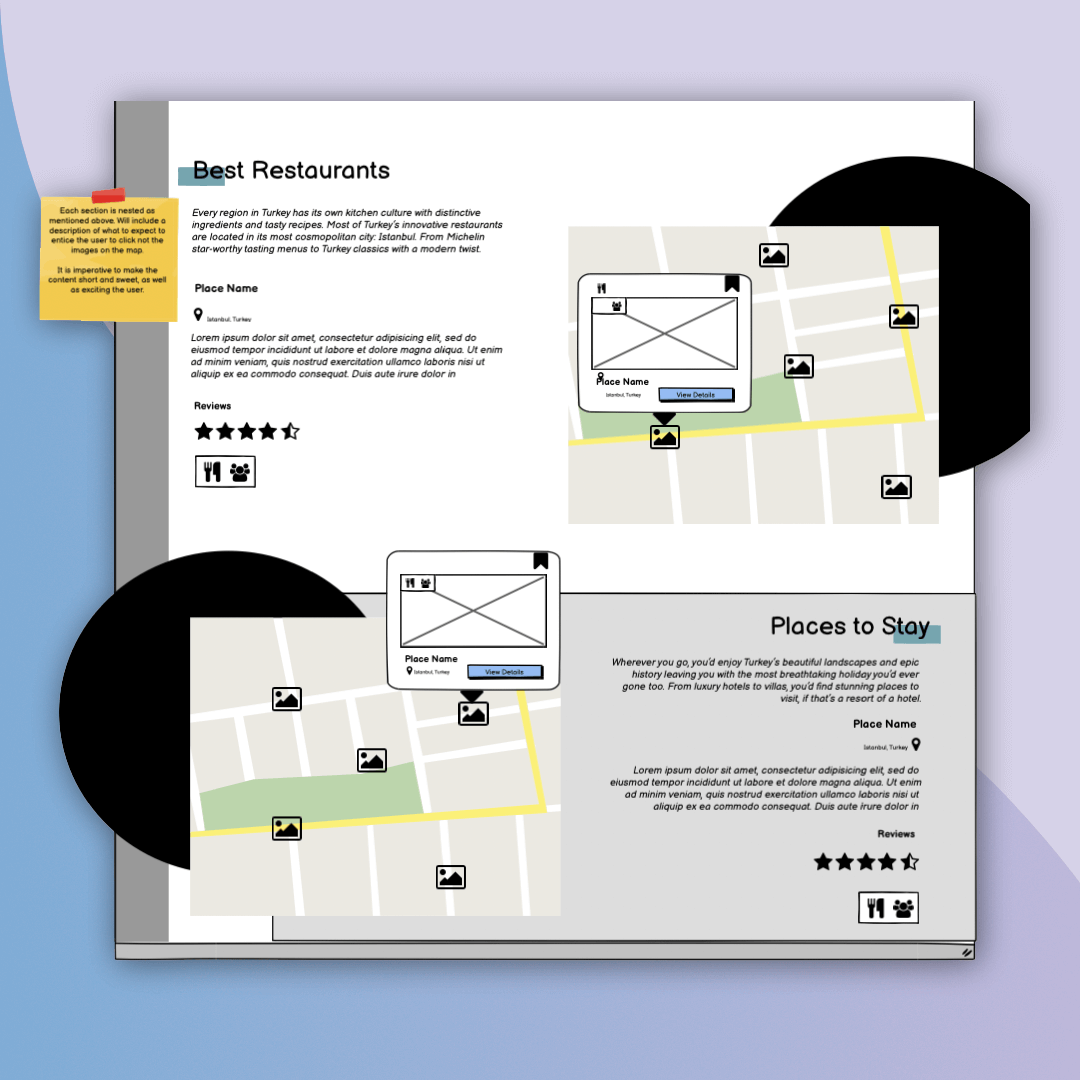 Each section is nested as
mentioned above. Will include a
description of what to expect to
entice the user to click not the
images on the map.
It is imperative to make the
content short and sweet, as well
as exciting the user.
Best Restaurants
Every region in Turkey has its own kitchen culture with distinctive
ingredients and tasty recipes. Most of Turkey's innovative restaurants
are located in its most cosmopolitan city: Istanbul. From Michelin
star-worthy tasting menus to Turkey classics with a modern twist.
Place Name
Istanbul, Turkey
Lorem ipsum dolor sit amet, consectetur adipisicing elit, sed do
eiusmod tempor incididunt ut labore et dolore magna aliqua. Ut enim
ad minim veniam, quis nostrud exercitation ullamco laboris nisi ut
aliquip ex ea commodo consequat. Duis aute irure dolor in
Reviews
Place Name
Istanbul, Turkey
View Details
Place Name
Istanbul, Turkey
View Details
Places to Stay
Wherever you go, you'd enjoy Turkey's beautiful landscapes and epic
history leaving you with the most breathtaking holiday you'd ever
gone too. From luxury hotels to villas, you'd find stunning places to
visit, if that's a resort of a hotel.
Place Name
Istanbul, Turkey
Lorem ipsum dolor sit amet, consectetur adipisicing elit, sed do
eiusmod tempor incididunt ut labore et dolore magna aliqua. Ut enim
ad minim veniam, quis nostrud exercitation ullamco laboris nisi ut
aliquip ex ea commodo consequat. Duis aute irure dolor in
Reviews